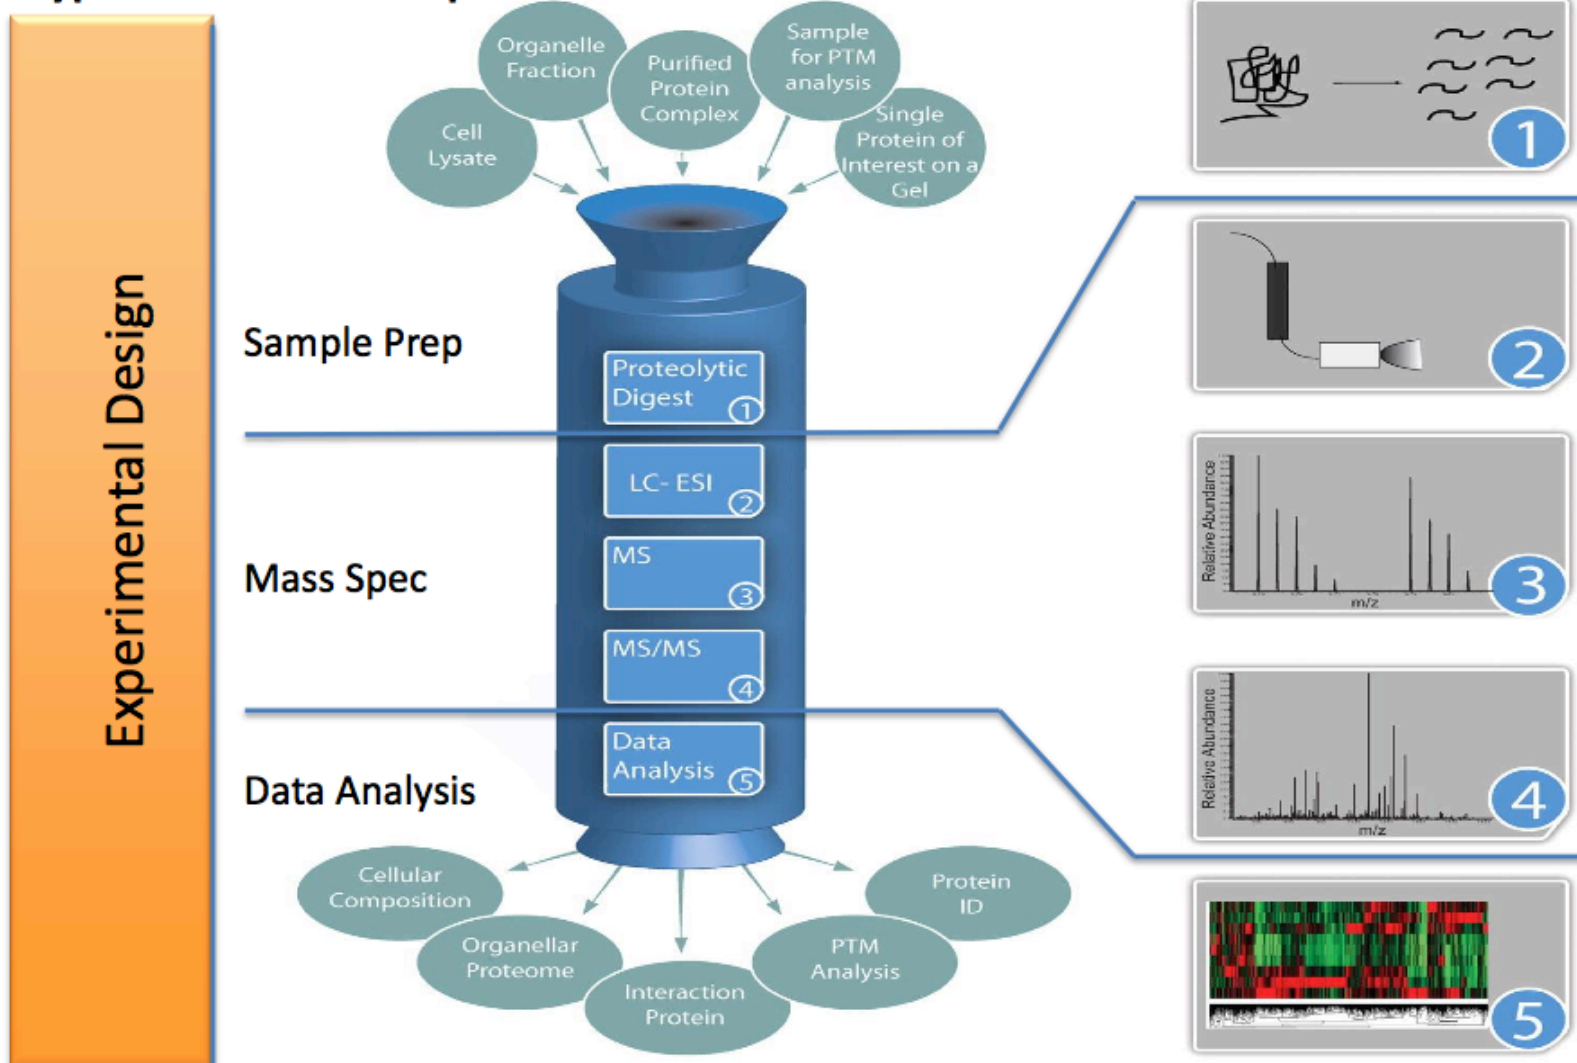 Organelle
Fraction
Purified
Protein
Complex
Sample
for PTM
analysis
Cell
Lysate
Single
Protein of
Interest on a
Gel
Experimental Design
Sample Prep
Mass Spec
Data Analysis
Proteolytic
Digest
1
LC- ESI
2
MS
3
MS/MS
4
Data
Analysis
5
Cellular
Composition
Organellar
Proteome
Interaction
Protein
PTM
Analysis
Protein
ID
1
2
Relative Abundance
m/z
3
Relative Abundance
m/z
4
5